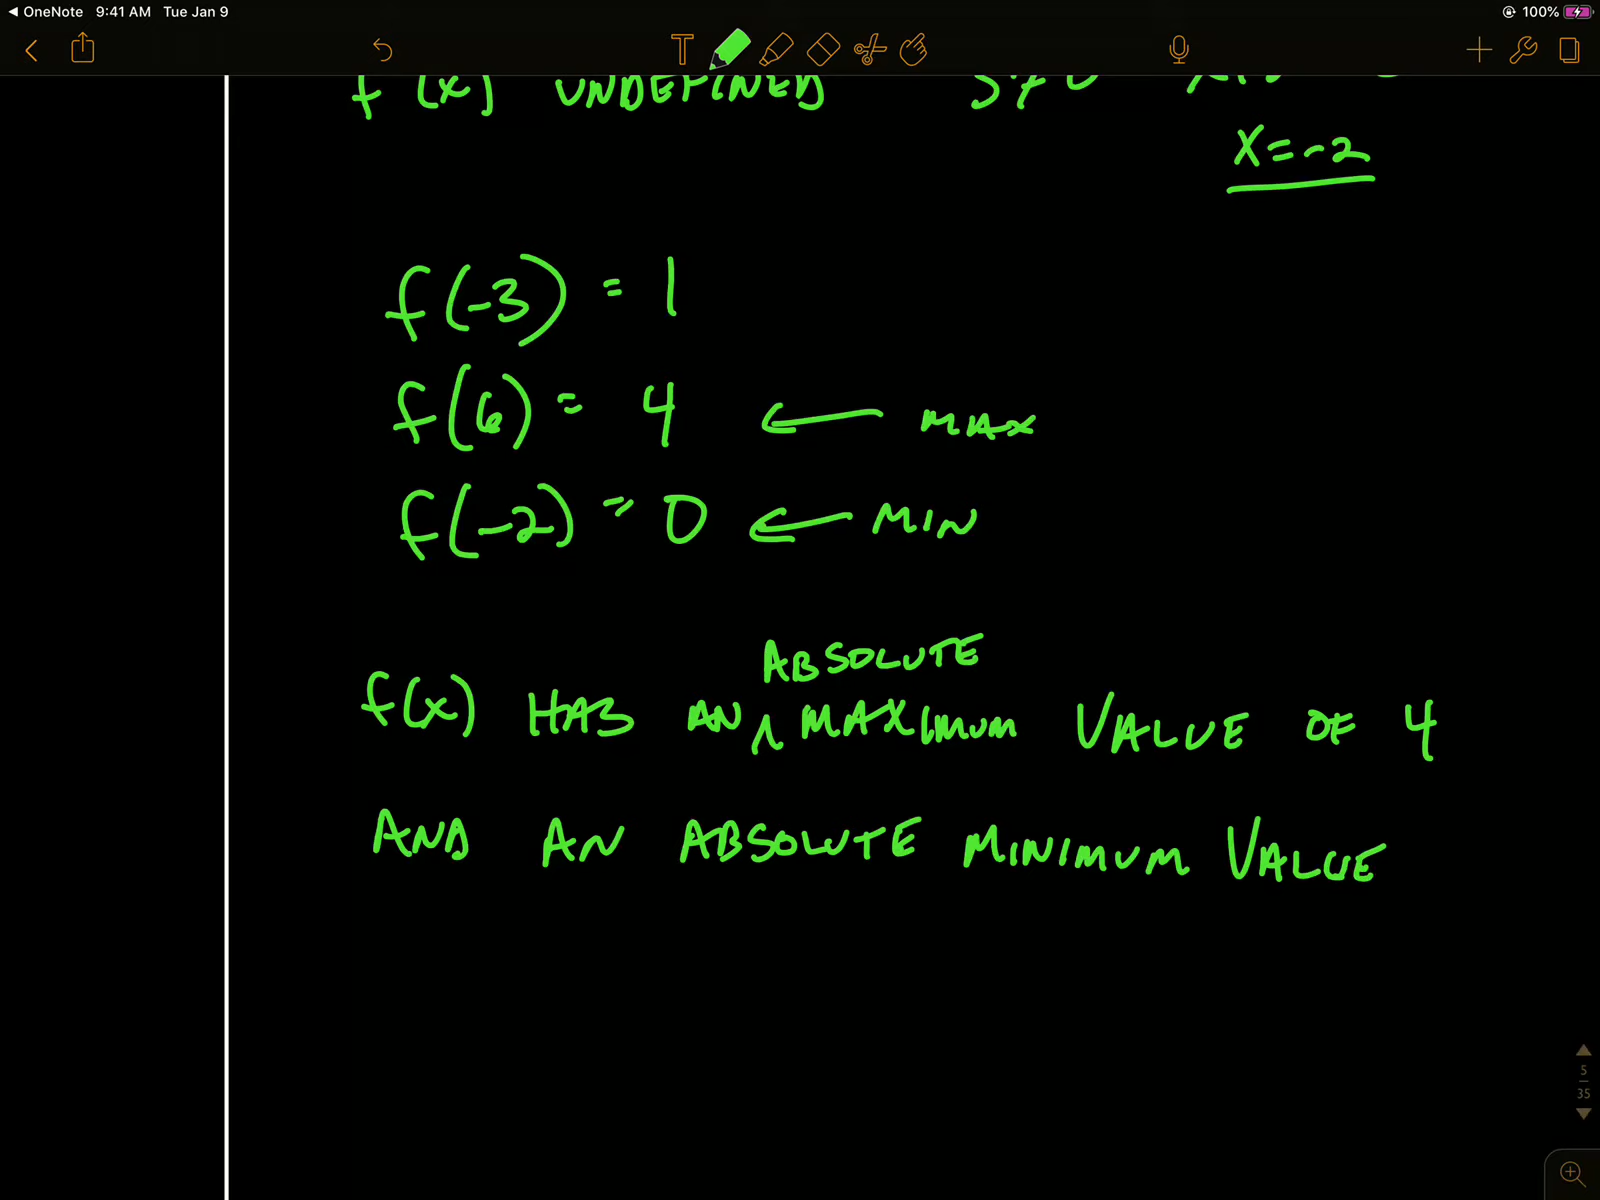 OneNote 9:41 AM Tue Jan 9 100%
f'(x) UNDEFINED
x=-2
f(-3) = 1
f(6) = 4 ← MAX
f(-2) = 0 ← MIN
ABSOLUTE
f(x) HAS AN MAXIMUM VALUE OF 4
AND AN ABSOLUTE MINIMUM VALUE
5
35